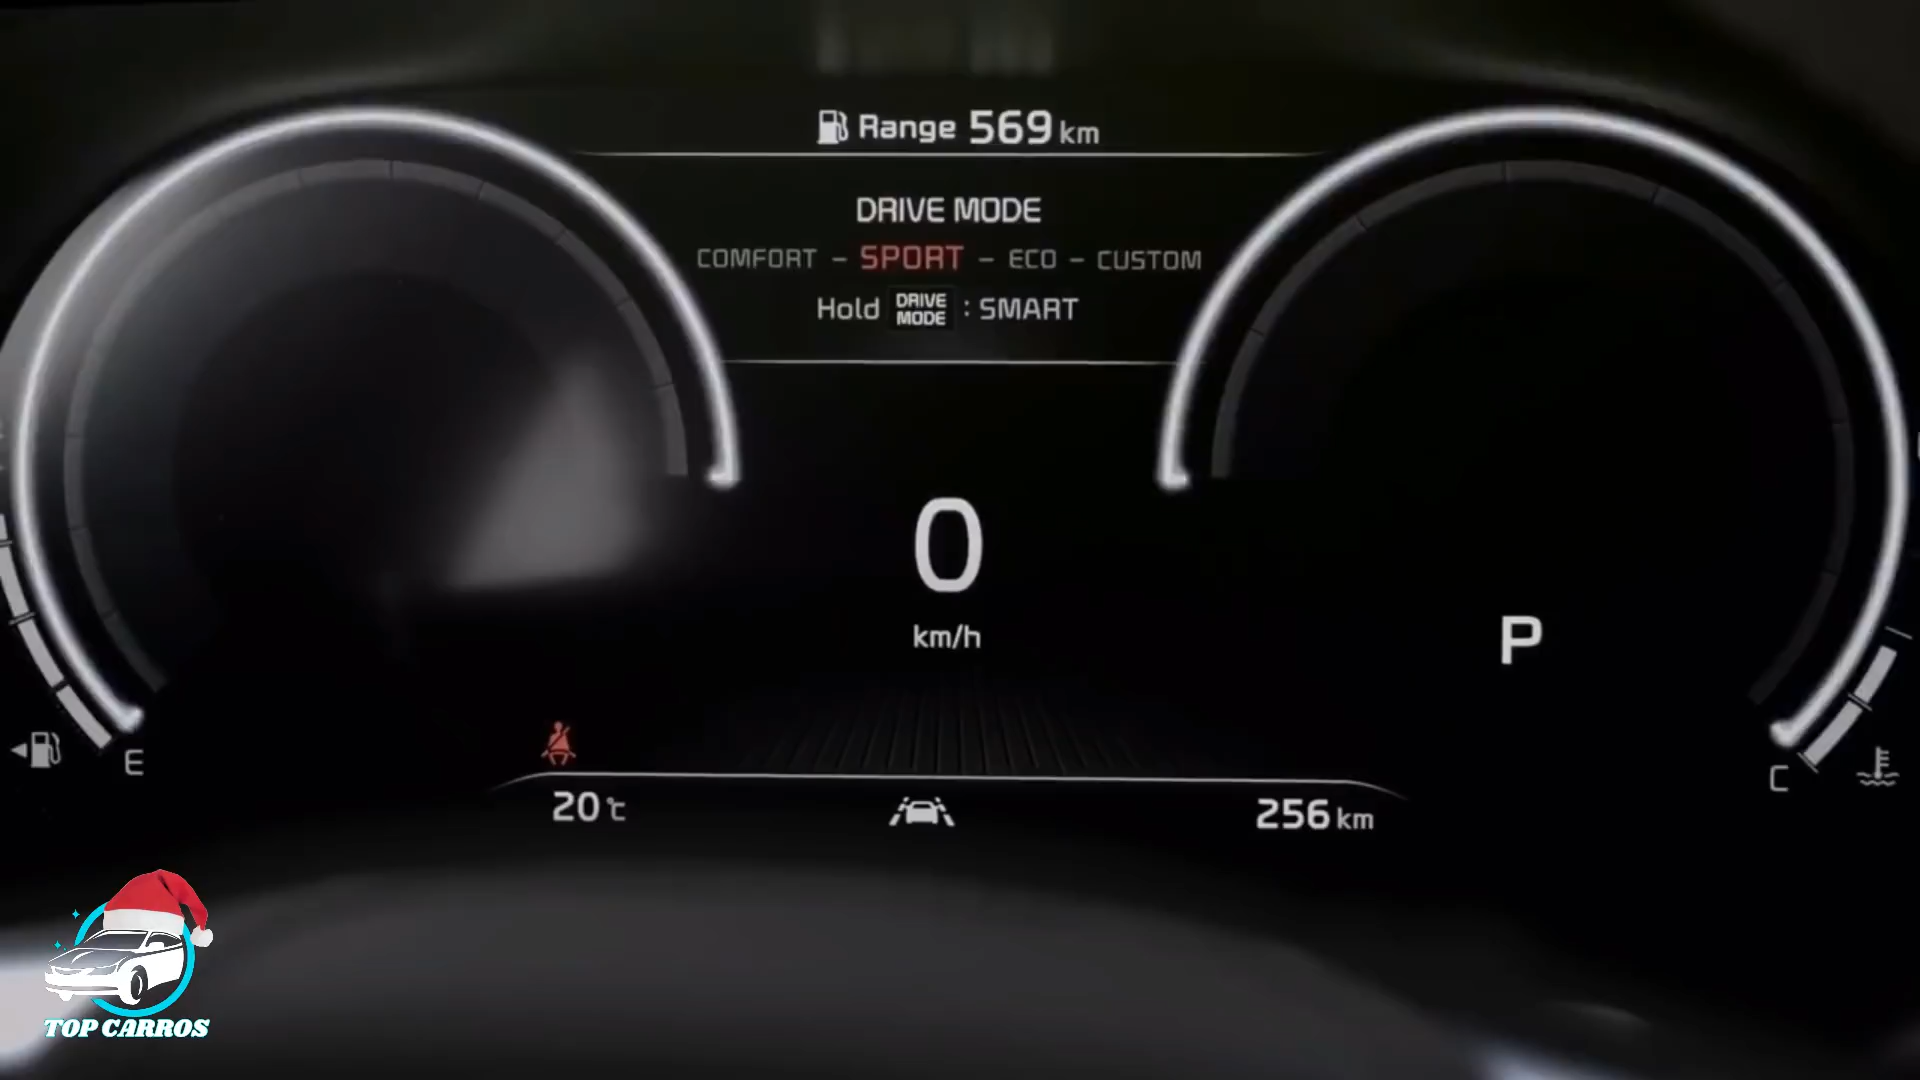 Range 569 km
DRIVE MODE
COMFORT – SPORT – ECO – CUSTOM
Hold DRIVE MODE : SMART
0
km/h
P
E
C
20 ℃
256 km
TOP CARROS